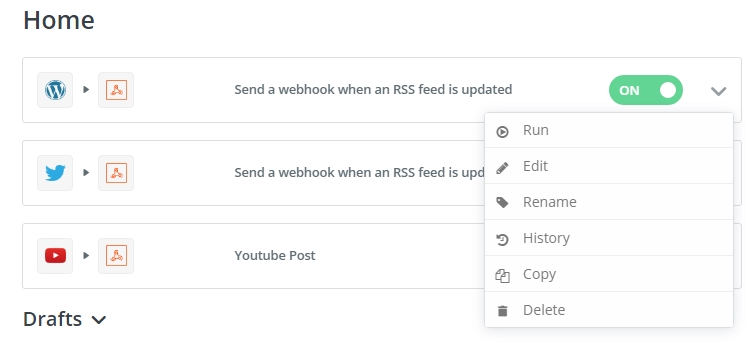 Home
Send a webhook when an RSS feed is updated
ON
Run
Edit
Send a webhook when an RSS feed is upd
Rename
History
Youtube Post
Copy
Delete
Drafts